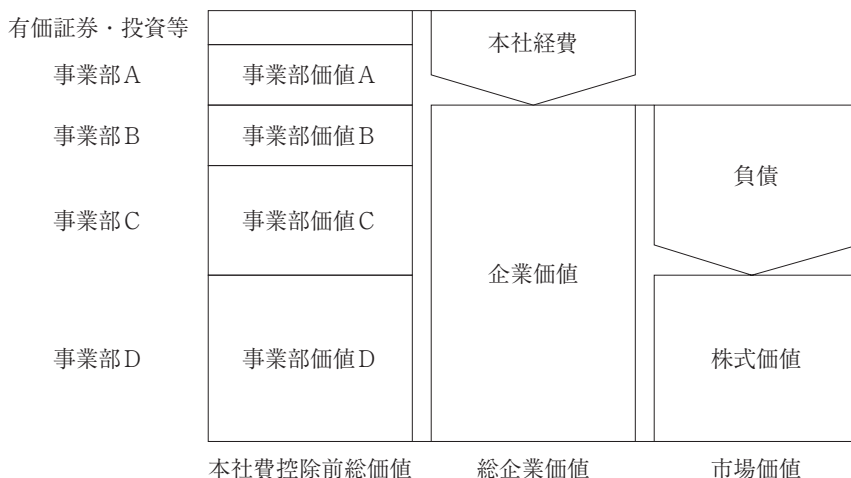 有価証券・投資等
本社経費
事業部A
事業部価値A
事業部B
事業部価値B
負債
事業部C
事業部価値C
企業価値
事業部D
事業部価値D
株式価値
本社費控除前総価値
総企業価値
市場価値